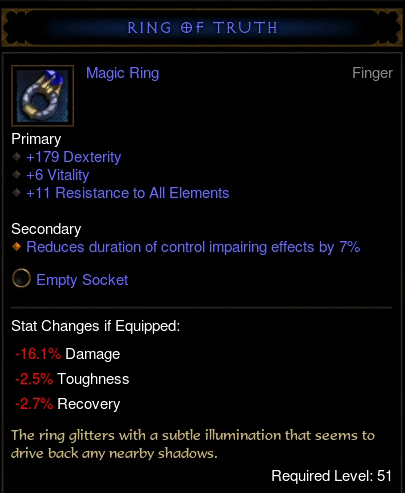 RING OF TRUTH
Magic Ring Finger
Primary
+179 Dexterity
+6 Vitality
+11 Resistance to All Elements
Secondary
Reduces duration of control impairing effects by 7%
Empty Socket
Stat Changes if Equipped:
-16.1% Damage
-2.5% Toughness
-2.7% Recovery
The ring glitters with a subtle illumination that seems to
drive back any nearby shadows.
Required Level: 51